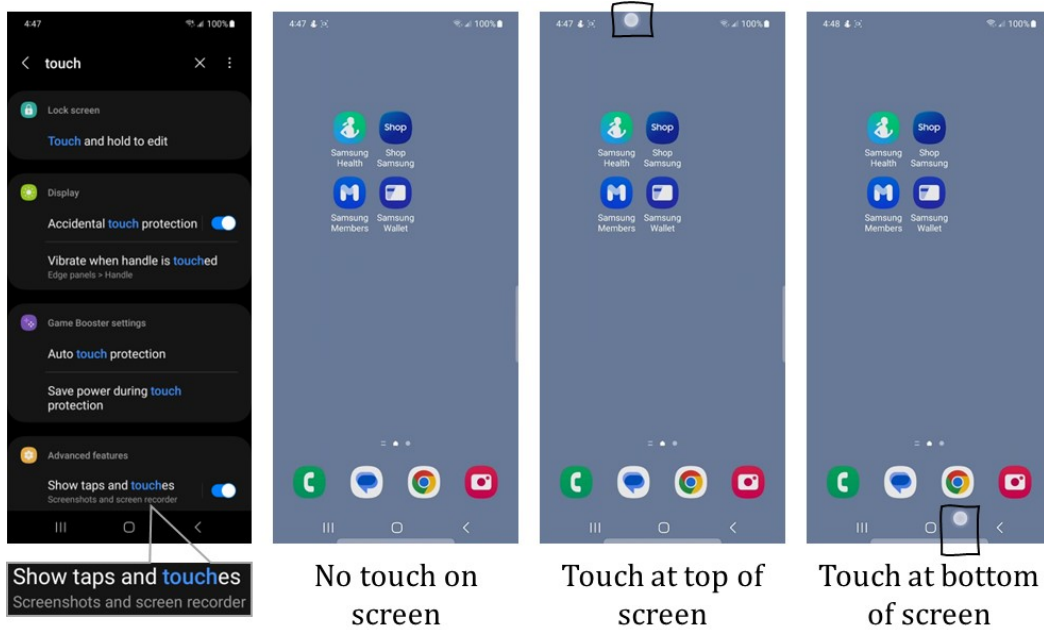 4:47
100%
touch
Lock screen
Touch and hold to edit
Display
Accidental touch protection
Vibrate when handle is touched
Edge panels > Handle
Game Booster settings
Auto touch protection
Save power during touch
protection
Advanced features
Show taps and touches
Screenshots and screen recorder
Show taps and touches
Screenshots and screen recorder
4:47
100%
Shop
Samsung
Health
Shop
Samsung
Samsung
Members
Samsung
Wallet
No touch on
screen
4:47
100%
Shop
Samsung
Health
Shop
Samsung
Samsung
Members
Samsung
Wallet
Touch at top of
screen
4:48
100%
Shop
Samsung
Health
Shop
Samsung
Samsung
Members
Samsung
Wallet
Touch at bottom
of screen